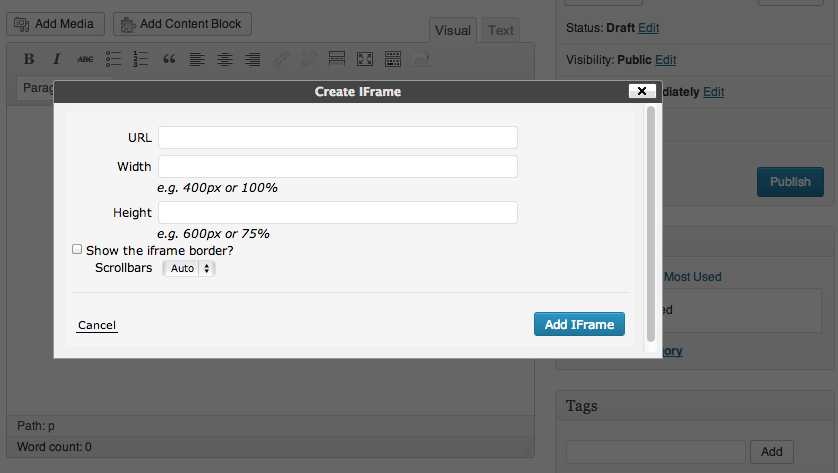 Add Media
Add Content Block
Visual
Text
B I ABC
Parag
Path: p
Word count: 0
Create IFrame
URL
Width
e.g. 400px or 100%
Height
e.g. 600px or 75%
Show the iframe border?
Scrollbars Auto
Cancel
Add IFrame
Status: Draft Edit
Visibility: Public Edit
diately Edit
Publish
Most Used
ed
ory
Tags
Add